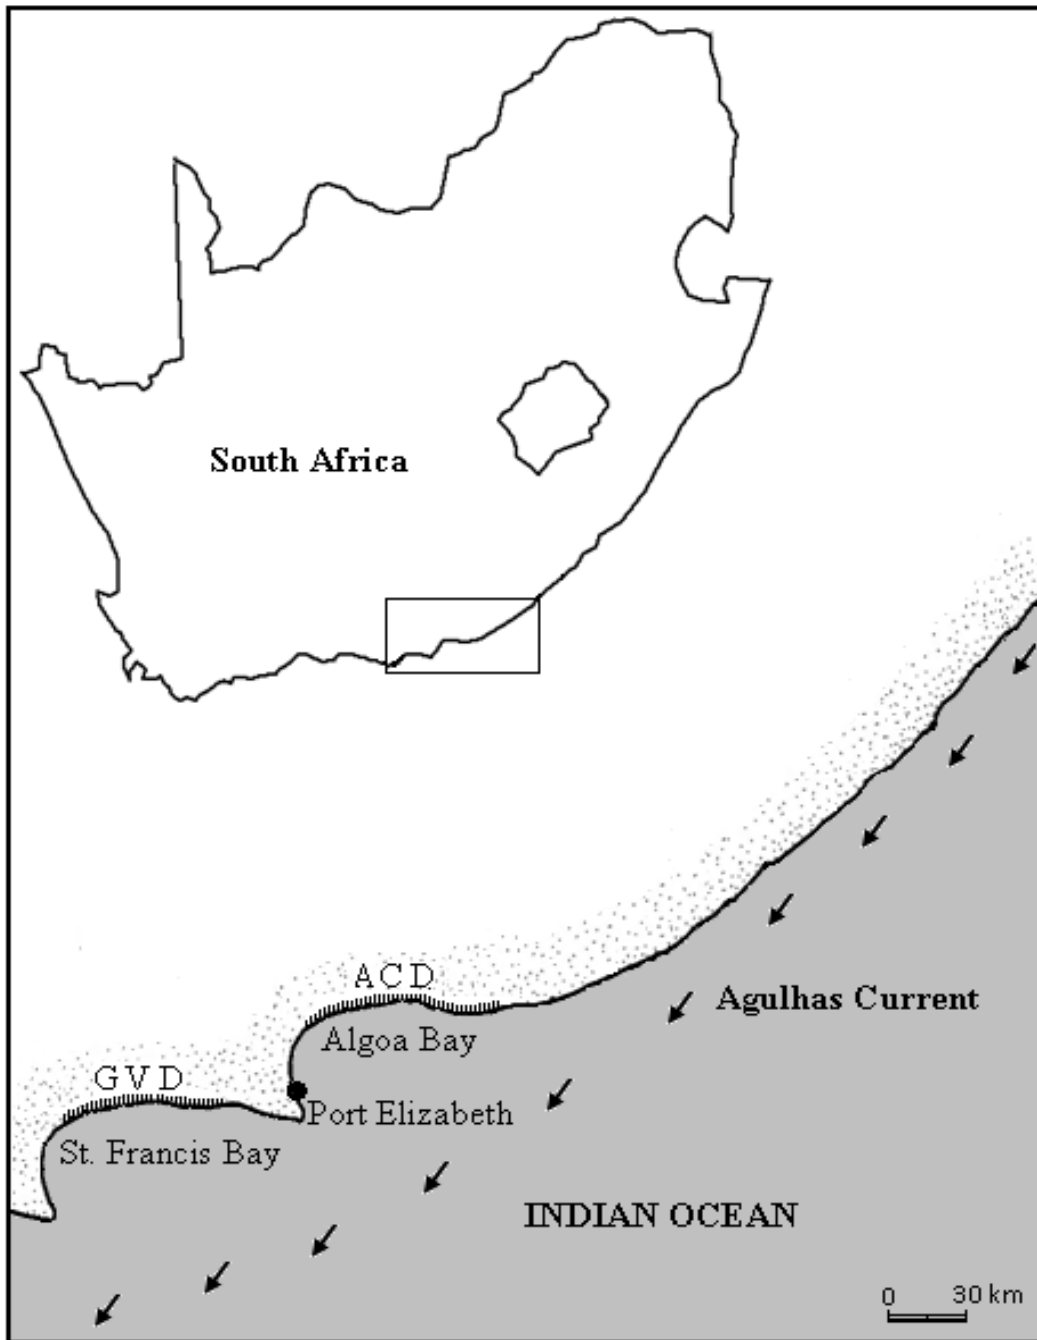 South Africa
A C D
Agulhas Current
Algoa Bay
G V D
Port Elizabeth
St. Francis Bay
INDIAN OCEAN
0 30 km